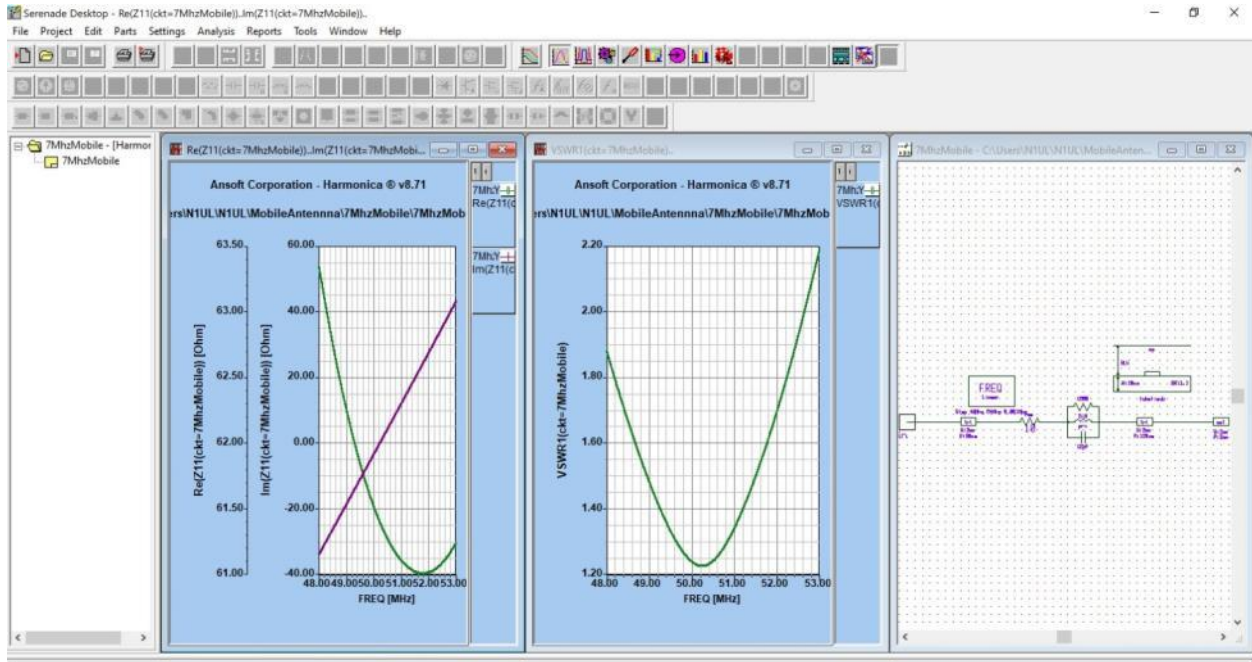 Serenade Desktop - Re(Z11(ckt=7MhzMobile))..Im(Z11(ckt=7MhzMobile))..
File Project Edit Parts Settings Analysis Reports Tools Window Help
7MhzMobile - [Harmor
7MhzMobile
Re(Z11(ckt=7MhzMobile))..Im(Z11(ckt=7MhzMobi...
Ansoft Corporation - Harmonica ® v8.71
ers\N1UL\N1UL\MobileAntennna\7MhzMobile\7MhzMob
63.50
63.00
62.50
62.00
61.50
61.00
Re(Z11(ckt=7MhzMobile)) [Ohm]
60.00
40.00
20.00
0.00
-20.00
-40.00
Im(Z11(ckt=7MhzMobile)) [Ohm]
48.00 49.00 50.00 51.00 52.00 53.00
FREQ [MHz]
Re(Z11(c
Im(Z11(c
VSWR1(ckt=7MhzMobile)..
Ansoft Corporation - Harmonica ® v8.71
ers\N1UL\N1UL\MobileAntennna\7MhzMobile\7MhzMob
2.20
2.00
1.80
1.60
1.40
1.20
VSWR1(ckt=7MhzMobile)
48.00 49.00 50.00 51.00 52.00 53.00
FREQ [MHz]
VSWR1(c
7MhzMobile - C:\Users\N1UL\N1UL\MobileAnten...
FREQ